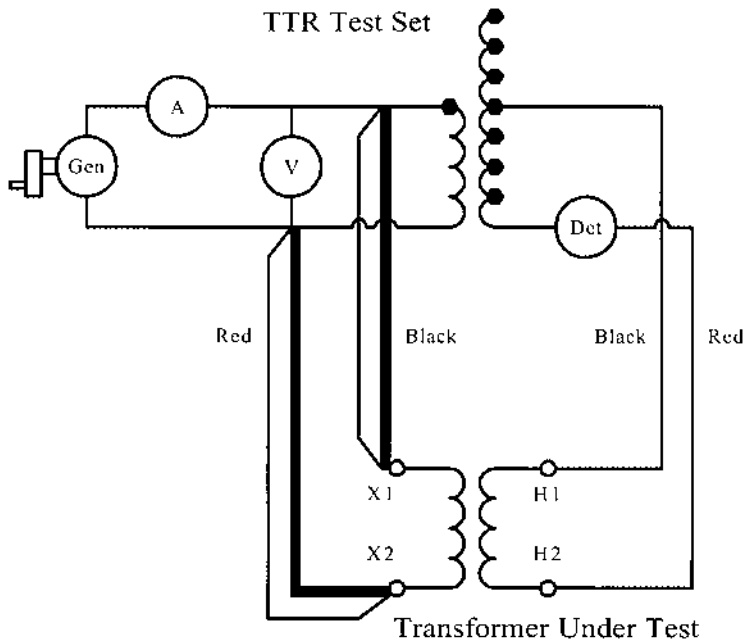 TTR Test Set
A
Gen
V
Det
Red
Black
Black
Red
X1
H1
X2
H2
Transformer Under Test